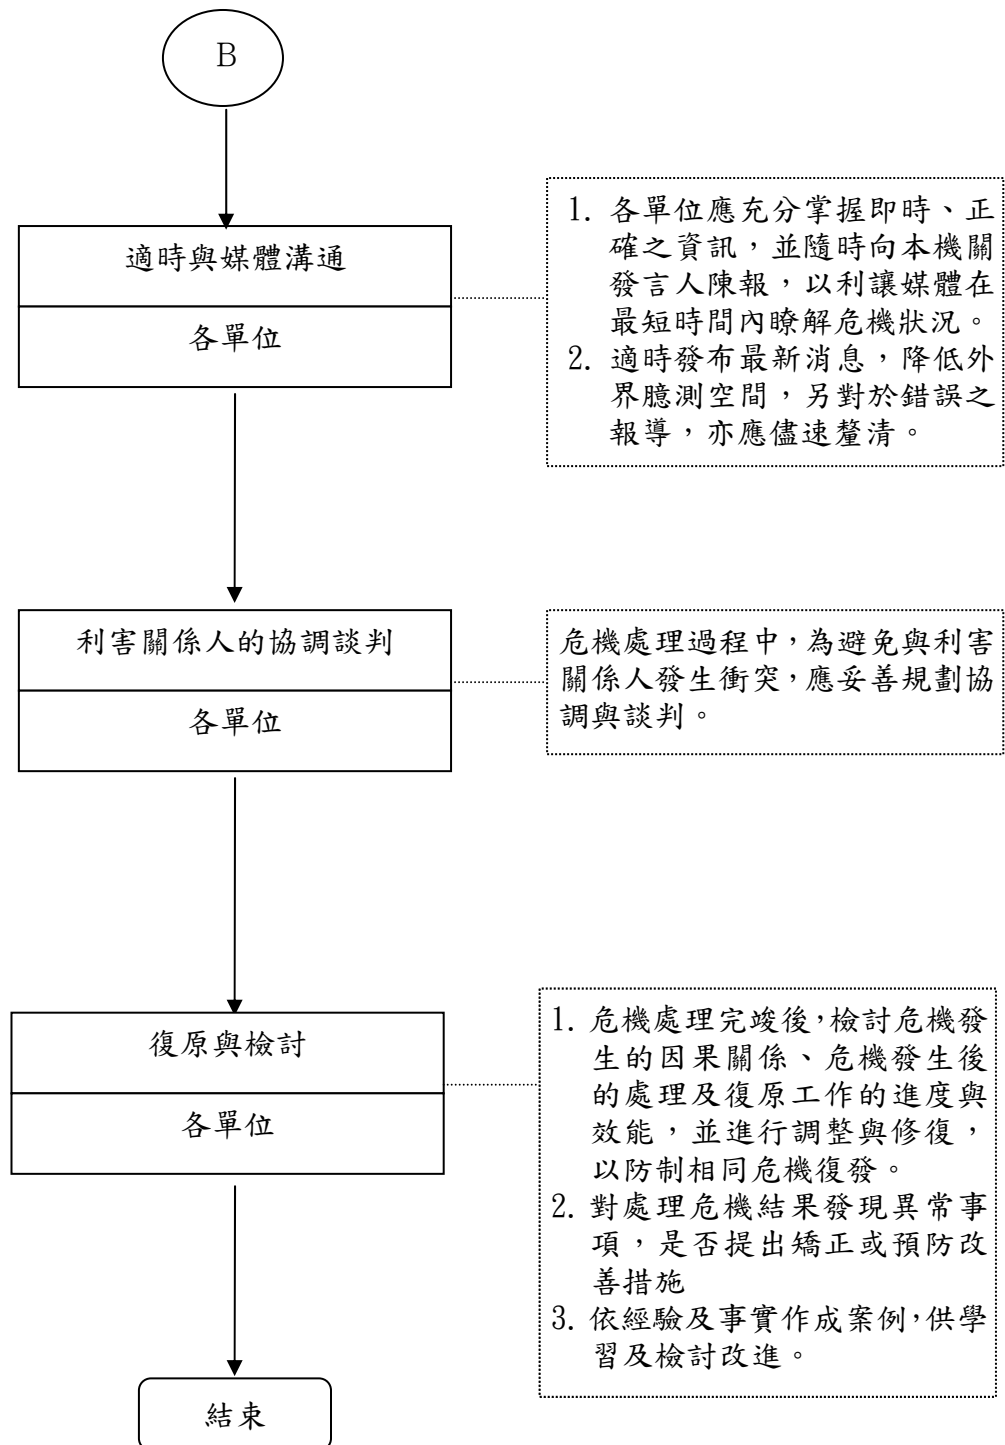 B
適時與媒體溝通
各單位
1. 各單位應充分掌握即時、正
確之資訊，並隨時向本機關
發言人陳報，以利讓媒體在
最短時間內瞭解危機狀況。
2. 適時發布最新消息，降低外
界臆測空間，另對於錯誤之
報導，亦應儘速釐清。
利害關係人的協調談判
各單位
危機處理過程中，為避免與利害
關係人發生衝突，應妥善規劃協
調與談判。
復原與檢討
各單位
1. 危機處理完竣後，檢討危機發
生的因果關係、危機發生後
的處理及復原工作的進度與
效能，並進行調整與修復，
以防制相同危機復發。
2. 對處理危機結果發現異常事
項，是否提出矯正或預防改
善措施
3. 依經驗及事實作成案例，供學
習及檢討改進。
結束